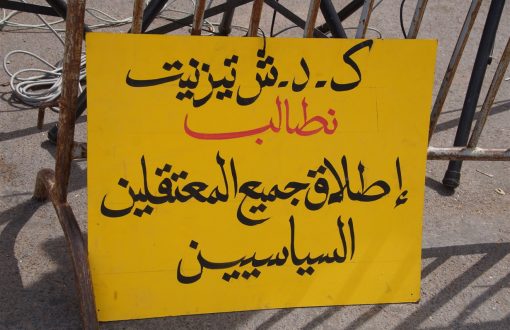 ك.د.ش تيزنيت
نطالب
إطلاق جميع المعتقلين
السياسيين